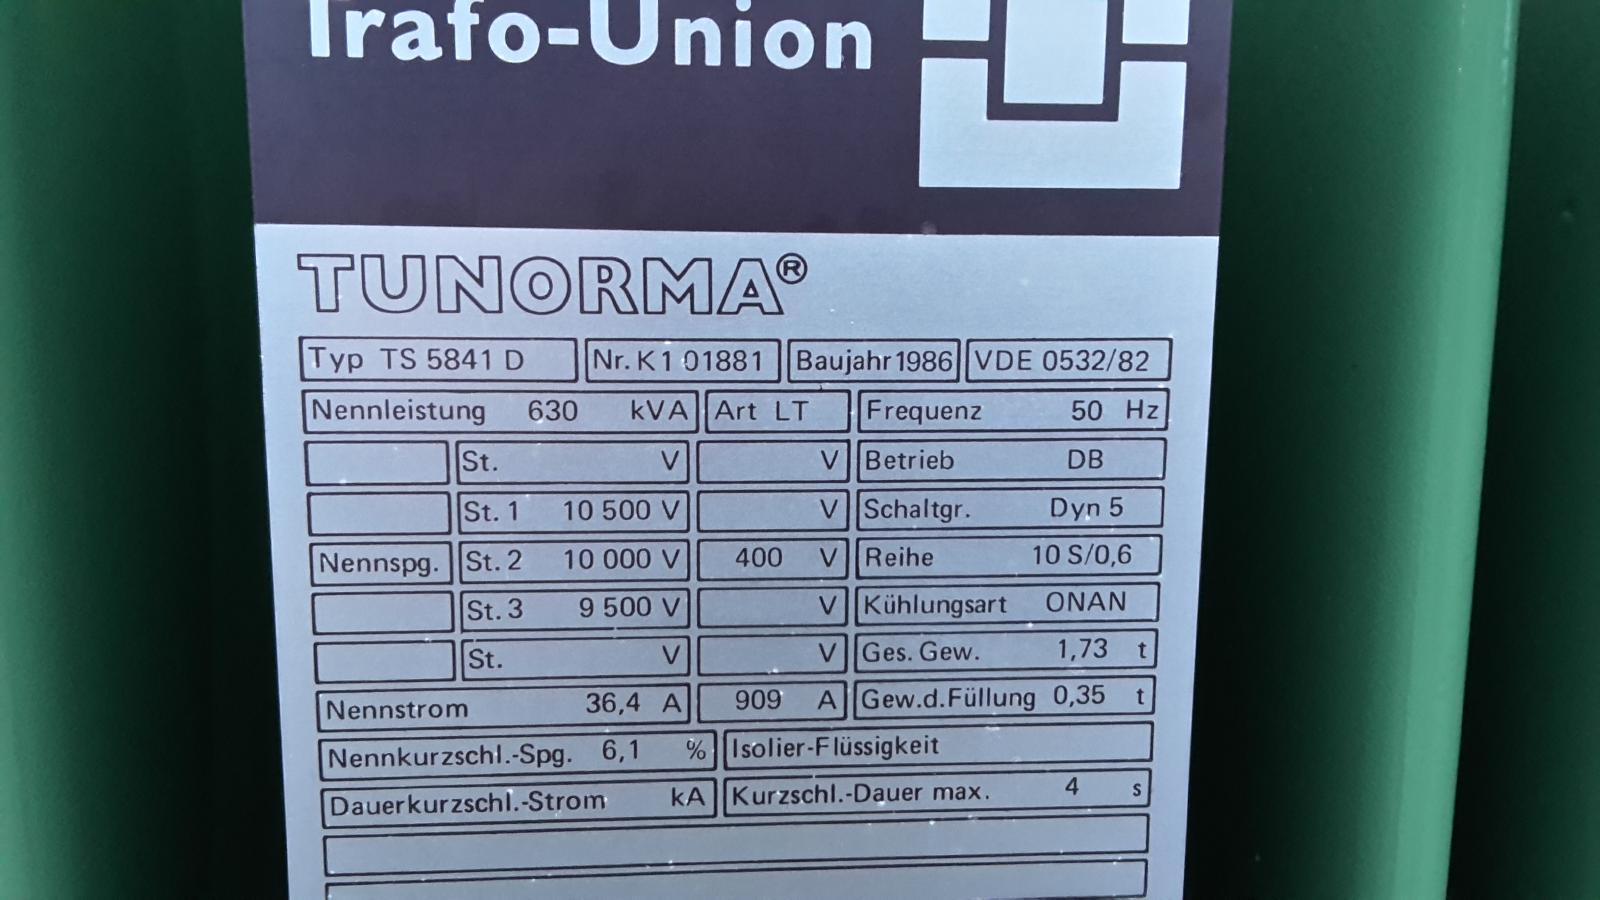 Trafo-Union
TUNORMA®
Typ TS 5841 D Nr. K1 01881 Baujahr 1986 VDE 0532/82
Nennleistung 630 kVA Art LT Frequenz 50 Hz
St. V V Betrieb DB
St. 1 10 500 V V Schaltgr. Dyn 5
Nennspg. St. 2 10 000 V 400 V Reihe 10 S/0,6
St. 3 9 500 V V Kühlungsart ONAN
St. V V Ges. Gew. 1,73 t
Nennstrom 36,4 A 909 A Gew.d.Füllung 0,35 t
Nennkurzschl.-Spg. 6,1 % Isolier-Flüssigkeit
Dauerkurzschl.-Strom kA Kurzschl.-Dauer max. 4 s